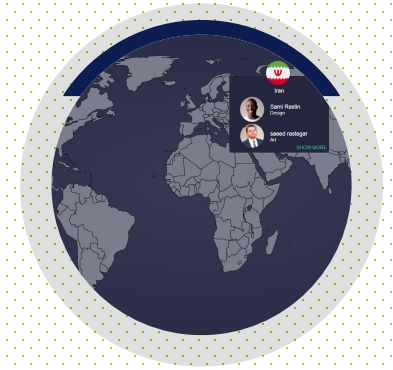 Iran
Sami Rastin
Design
saeed rastegar
Art
SHOW MORE